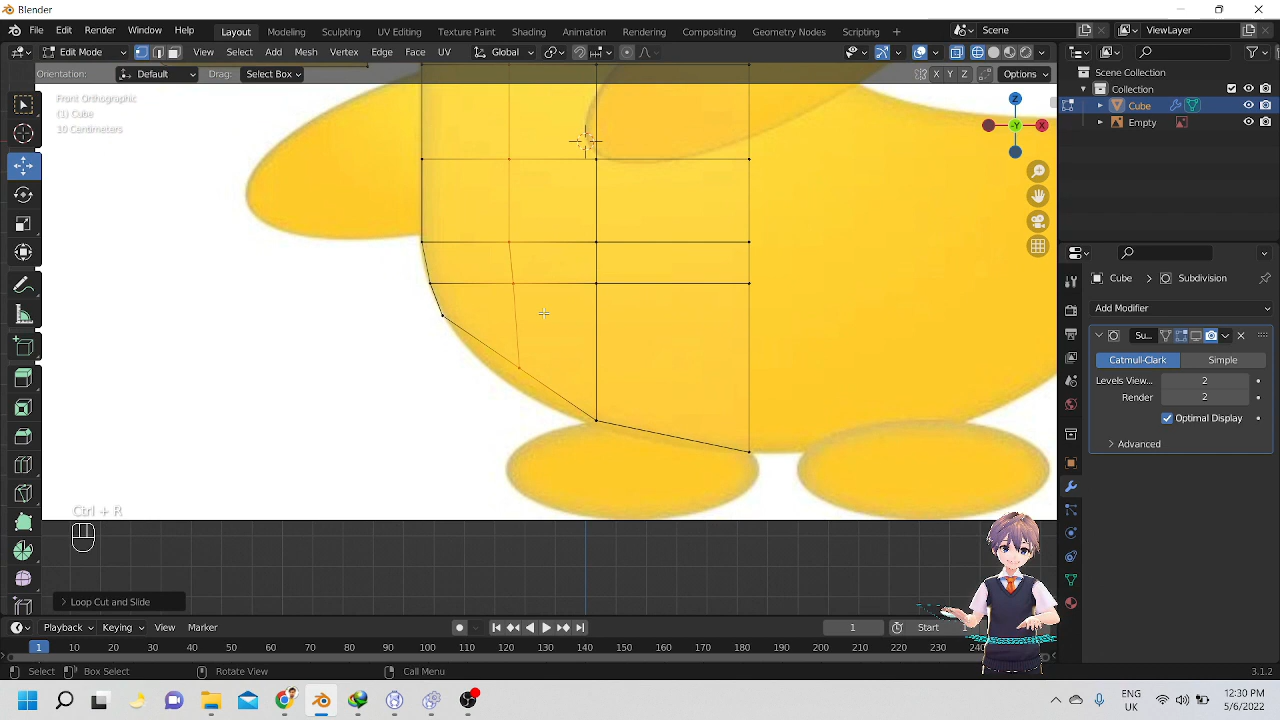 Blender
File Edit Render Window Help Layout Modeling Sculpting UV Editing Texture Paint Shading Animation Rendering Compositing Geometry Nodes Scripting + Scene ViewLayer
Edit Mode View Select Add Mesh Vertex Edge Face UV Global
Orientation: Default Drag: Select Box X Y Z Options
Scene Collection
Collection
Cube
Empty
Front Orthographic
(1) Cube
10 Centimeters
Z
-Y
X
Cube Subdivision
Add Modifier
Su...
Catmull-Clark Simple
Levels View... 2
Render 2
Optimal Display
Advanced
Ctrl + R
Loop Cut and Slide
Playback Keying View Marker 1 Start
1 10 20 30 40 50 60 70 80 90 100 110 120 130 140 150 160 170 180 190 200 210 220 230 240
Select Box Select Rotate View Call Menu 3.1.2
ENG
UK
12:30 PM
5/6/2022